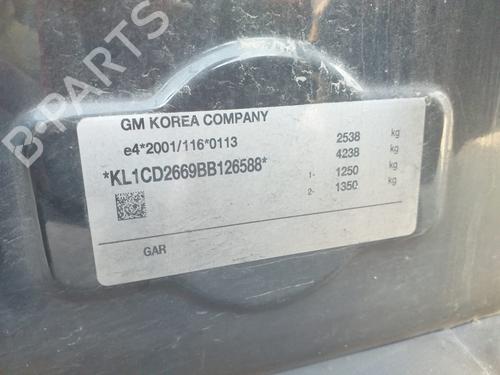 GM KOREA COMPANY
e4*2001/116*0113 2538 kg
4238 kg
*KL1CD2669BB126588* 1- 1250 kg
2- 1350 kg
GAR
B-PARTS